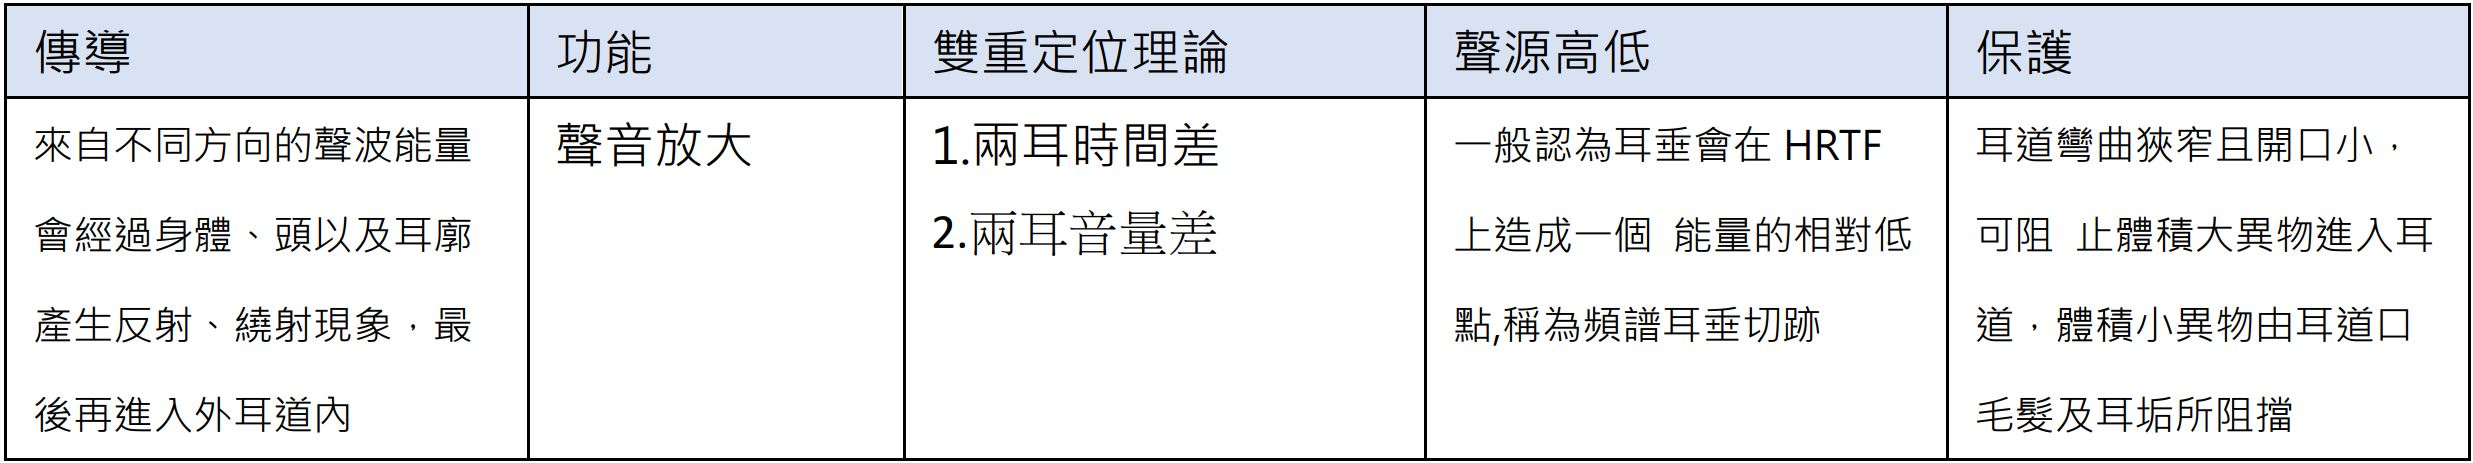 傳導
功能
雙重定位理論
聲源高低
保護
來自不同方向的聲波能量
會經過身體、頭以及耳廓
產生反射、繞射現象，最
後再進入外耳道內
聲音放大
1.兩耳時間差
2.兩耳音量差
一般認為耳垂會在 HRTF
上造成一個 能量的相對低
點,稱為頻譜耳垂切跡
耳道彎曲狹窄且開口小，
可阻 止體積大異物進入耳
道，體積小異物由耳道口
毛髮及耳垢所阻擋